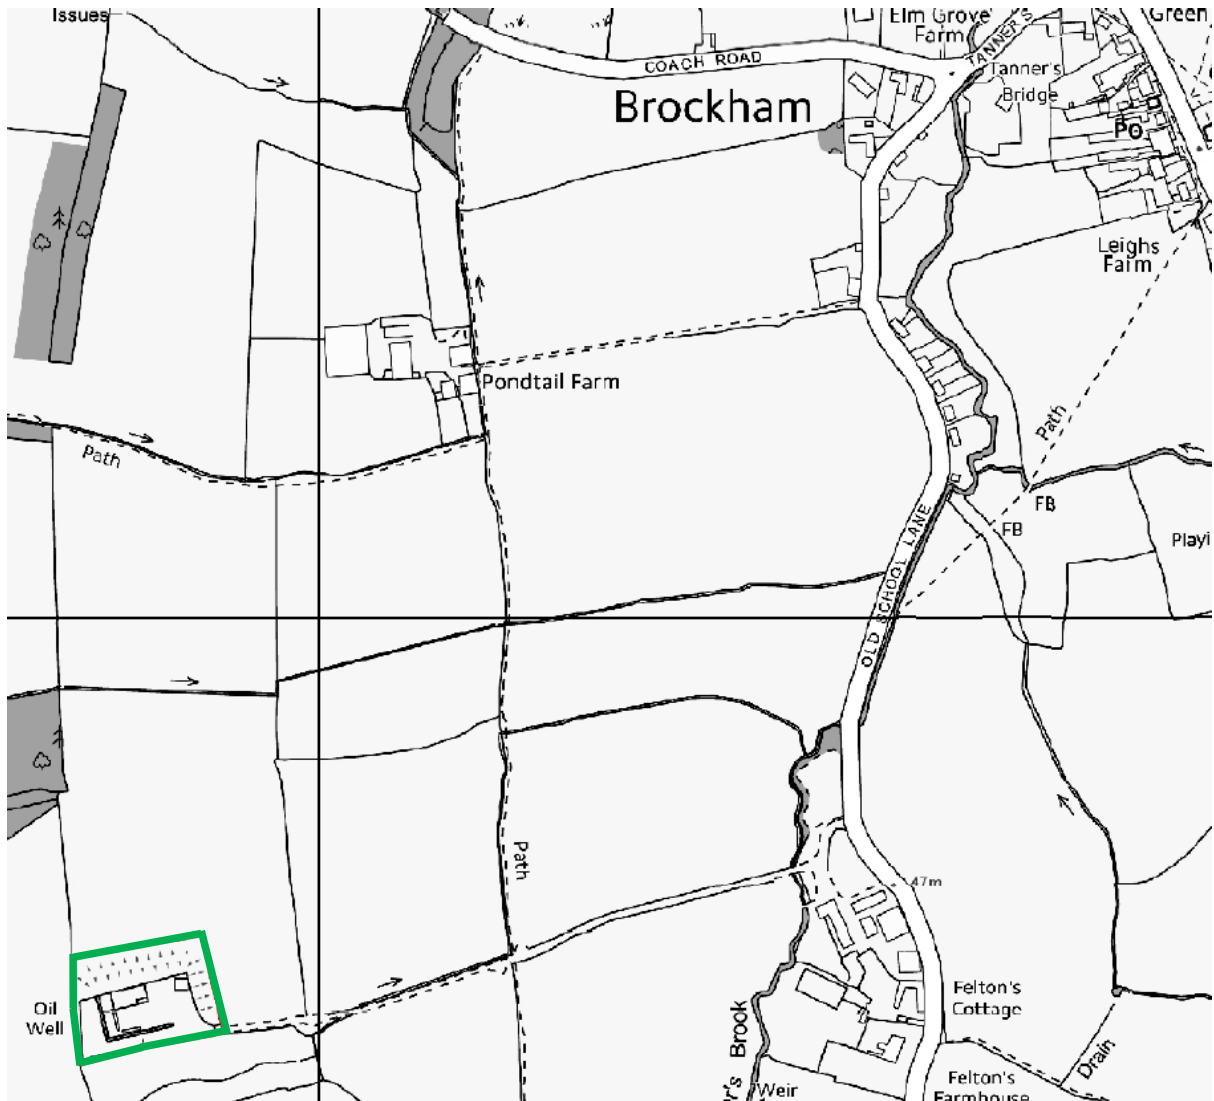 Issues
Elm Grove
Farm
Green
TANNER'S
COACH ROAD
Tanner's
Bridge
Brockham
PO
Leighs
Farm
Pondtail Farm
Path
Path
FB
FB
Playi
OLD SCHOOL LANE
Path
47m
Oil
Well
Felton's
Cottage
Drain
r's Brook
Weir
Felton's
Farmhouse